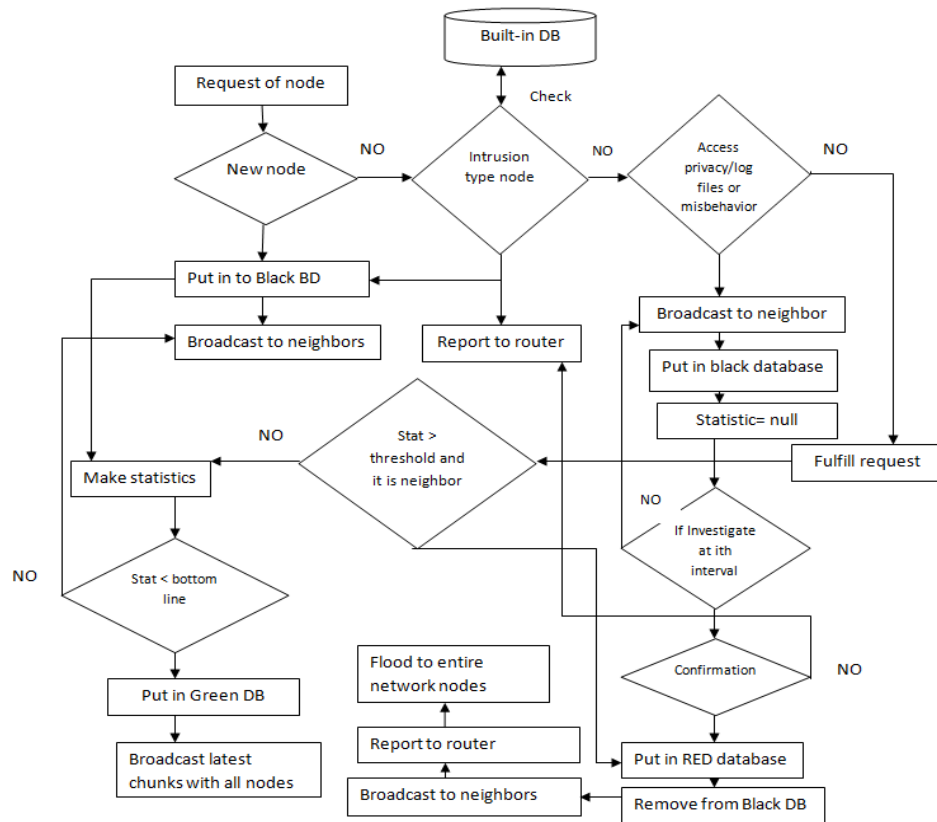 Built-in DB
Request of node
Check
New node
NO
Intrusion
type node
NO
Access
privacy/log
files or
misbehavior
NO
Put in to Black BD
Broadcast to neighbors
Report to router
Broadcast to neighbor
Put in black database
Statistic= null
Fulfill request
Stat >
threshold and
it is neighbor
NO
Make statistics
NO
If Investigate
at ith
interval
Stat < bottom
line
NO
Confirmation
NO
Flood to entire
network nodes
Put in Green DB
Report to router
Put in RED database
Broadcast latest
chunks with all nodes
Broadcast to neighbors
Remove from Black DB